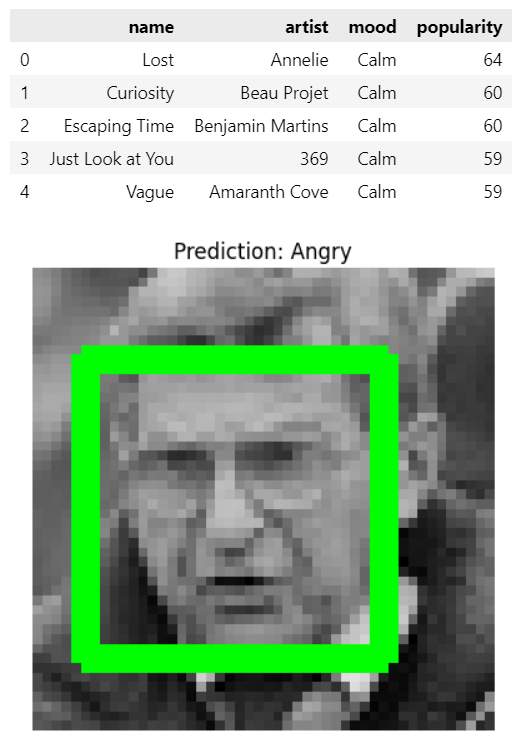 name artist mood popularity
0 Lost Annelie Calm 64
1 Curiosity Beau Projet Calm 60
2 Escaping Time Benjamin Martins Calm 60
3 Just Look at You 369 Calm 59
4 Vague Amaranth Cove Calm 59
Prediction: Angry